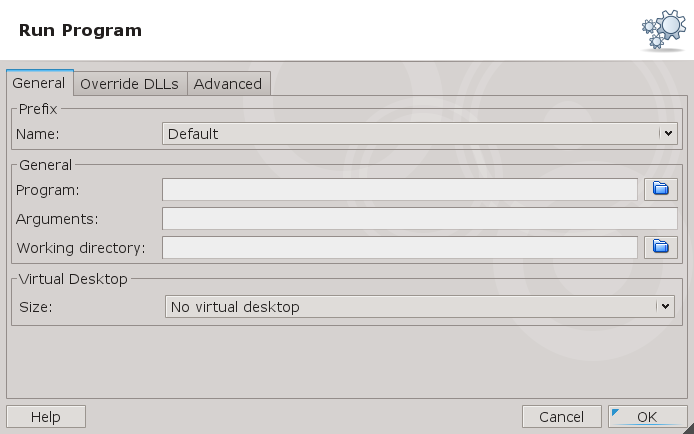 Run Program
General Override DLLs Advanced
Prefix
Name: Default
General
Program:
Arguments:
Working directory:
Virtual Desktop
Size: No virtual desktop
Help Cancel OK